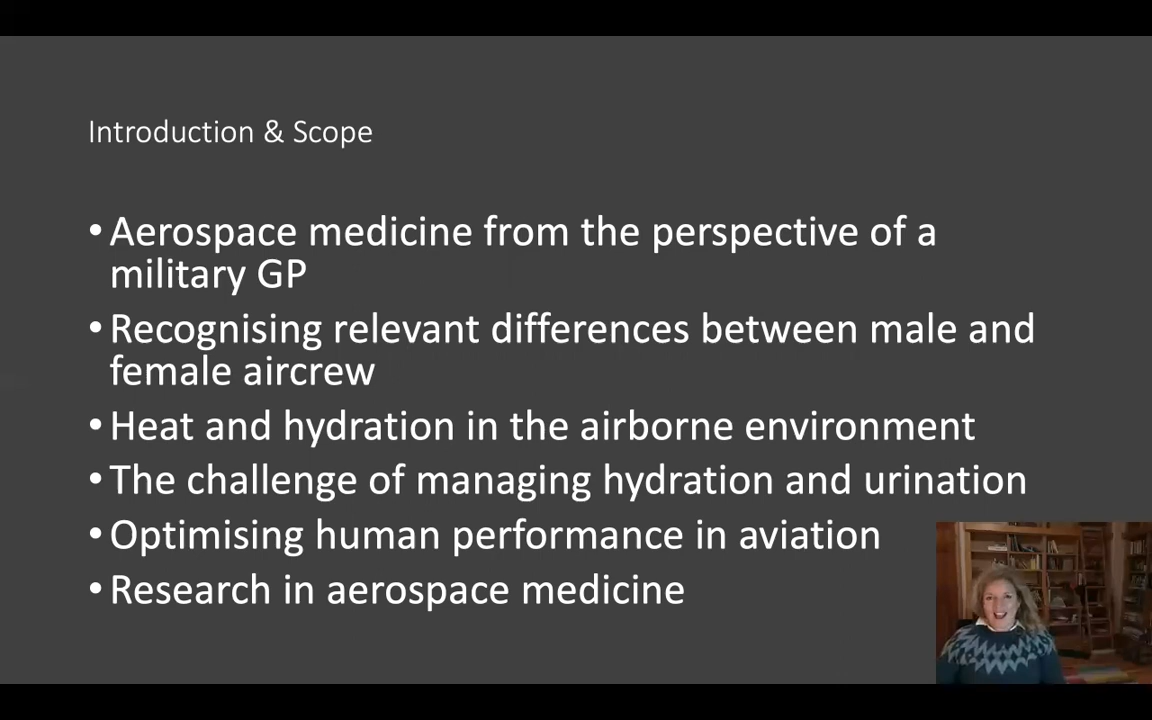 Introduction & Scope
• Aerospace medicine from the perspective of a
military GP
• Recognising relevant differences between male and
female aircrew
• Heat and hydration in the airborne environment
• The challenge of managing hydration and urination
• Optimising human performance in aviation
• Research in aerospace medicine